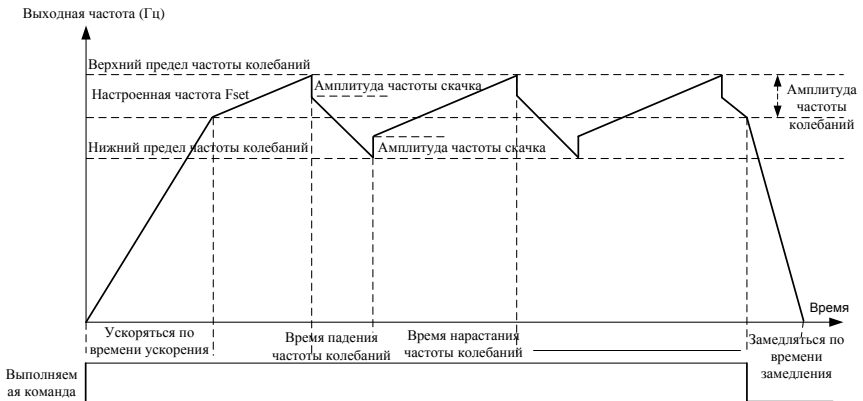 Выходная частота (Гц)
Верхний предел частоты колебаний
Амплитуда частоты скачка
Настроенная частота Fset
Амплитуда
частоты
колебаний
Нижний предел частоты колебаний
Амплитуда частоты скачка
Время
Ускоряться по
времени ускорения
Время падения
частоты колебаний
Время нарастания
частоты колебаний
Замедляться по
времени
замедления
Выполняем
ая команда